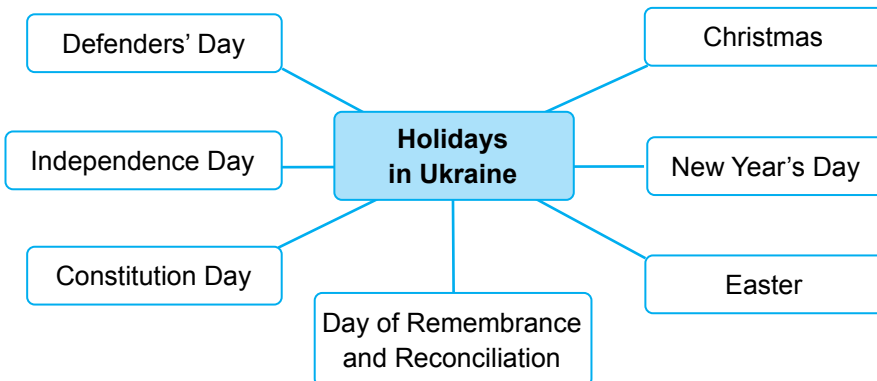 Defenders’ Day
Christmas
Holidays
in Ukraine
Independence Day
New Year’s Day
Constitution Day
Easter
Day of Remembrance
and Reconciliation